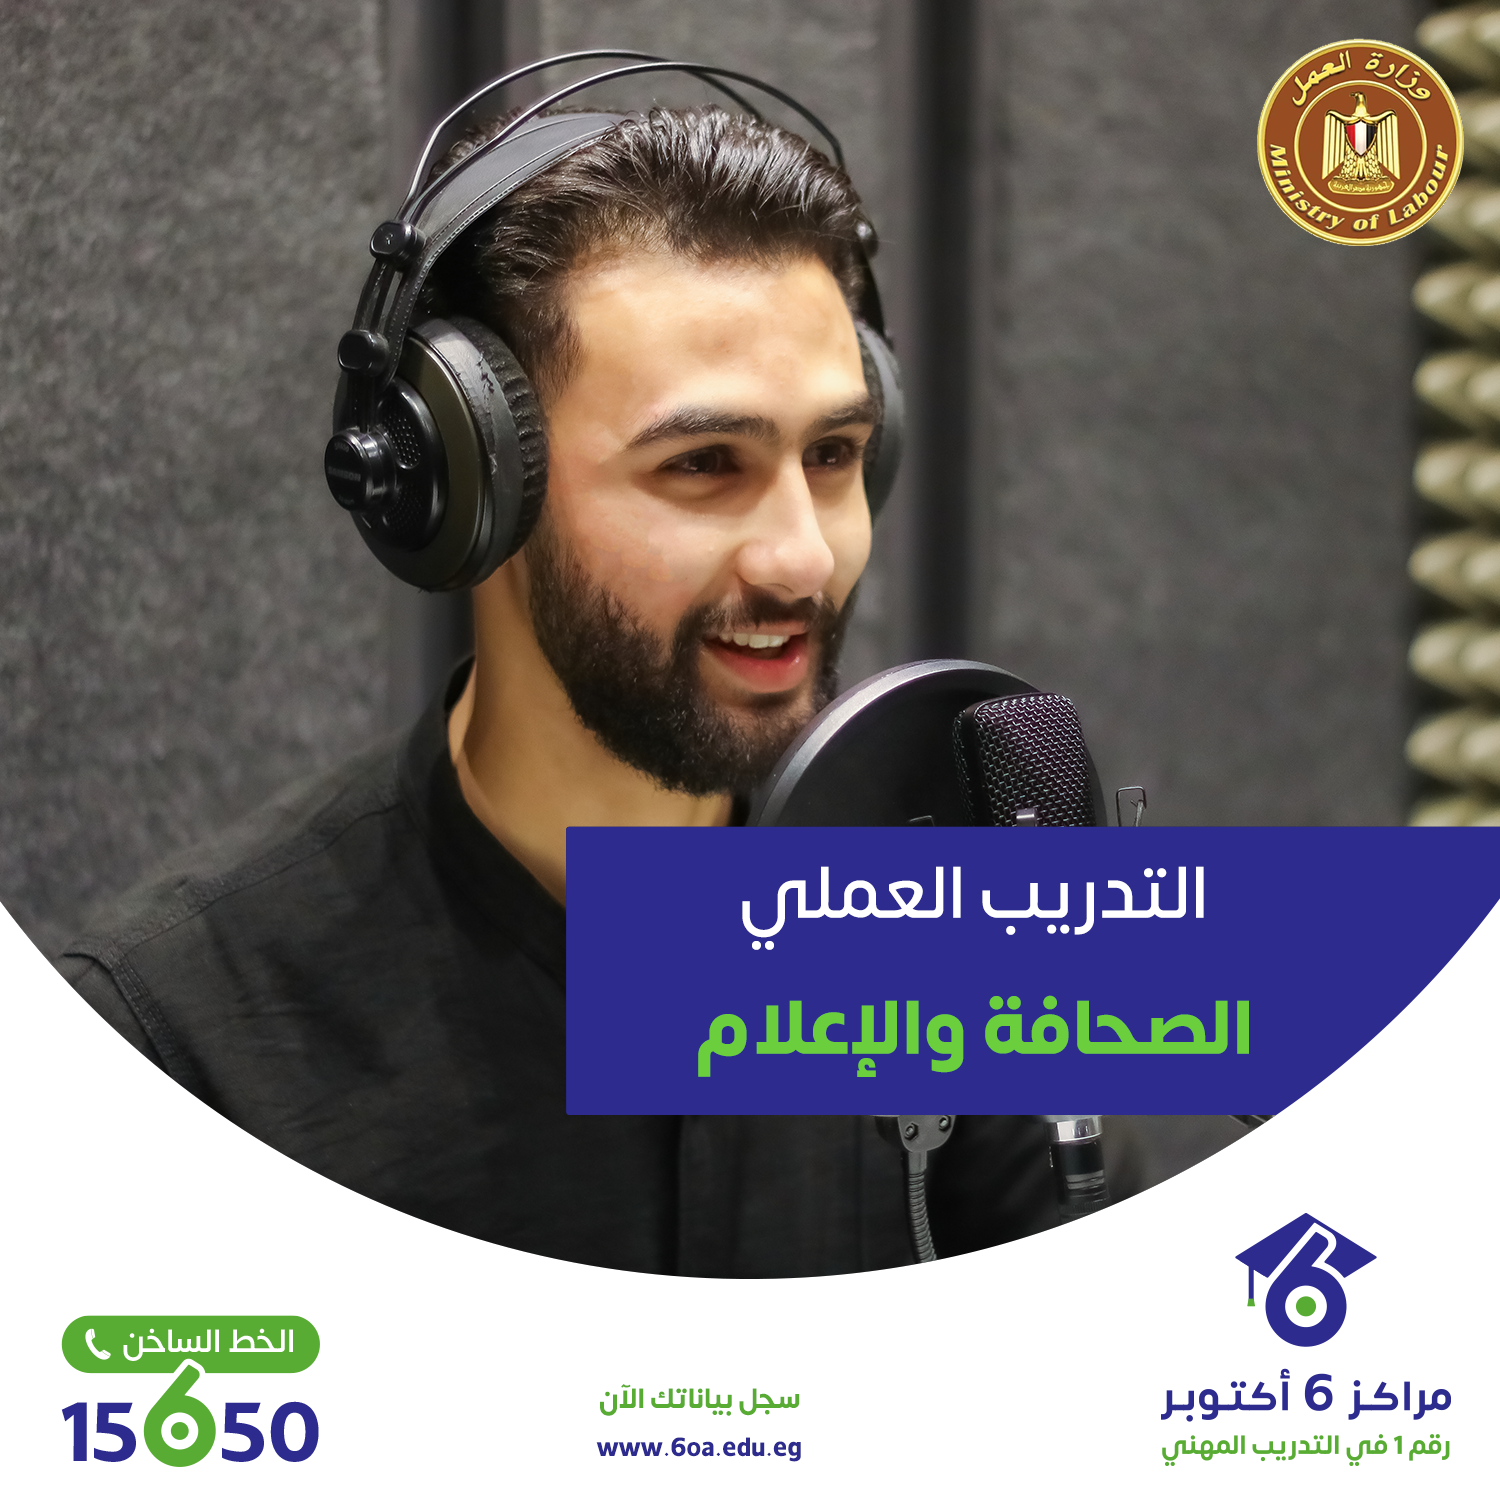 وزارة العمل
Ministry of Labour
التدريب العملي
الصحافة والإعلام
الخط الساخن
15650
سجل بياناتك الآن
www.6oa.edu.eg
6
مراكز 6 أكتوبر
رقم 1 في التدريب المهني